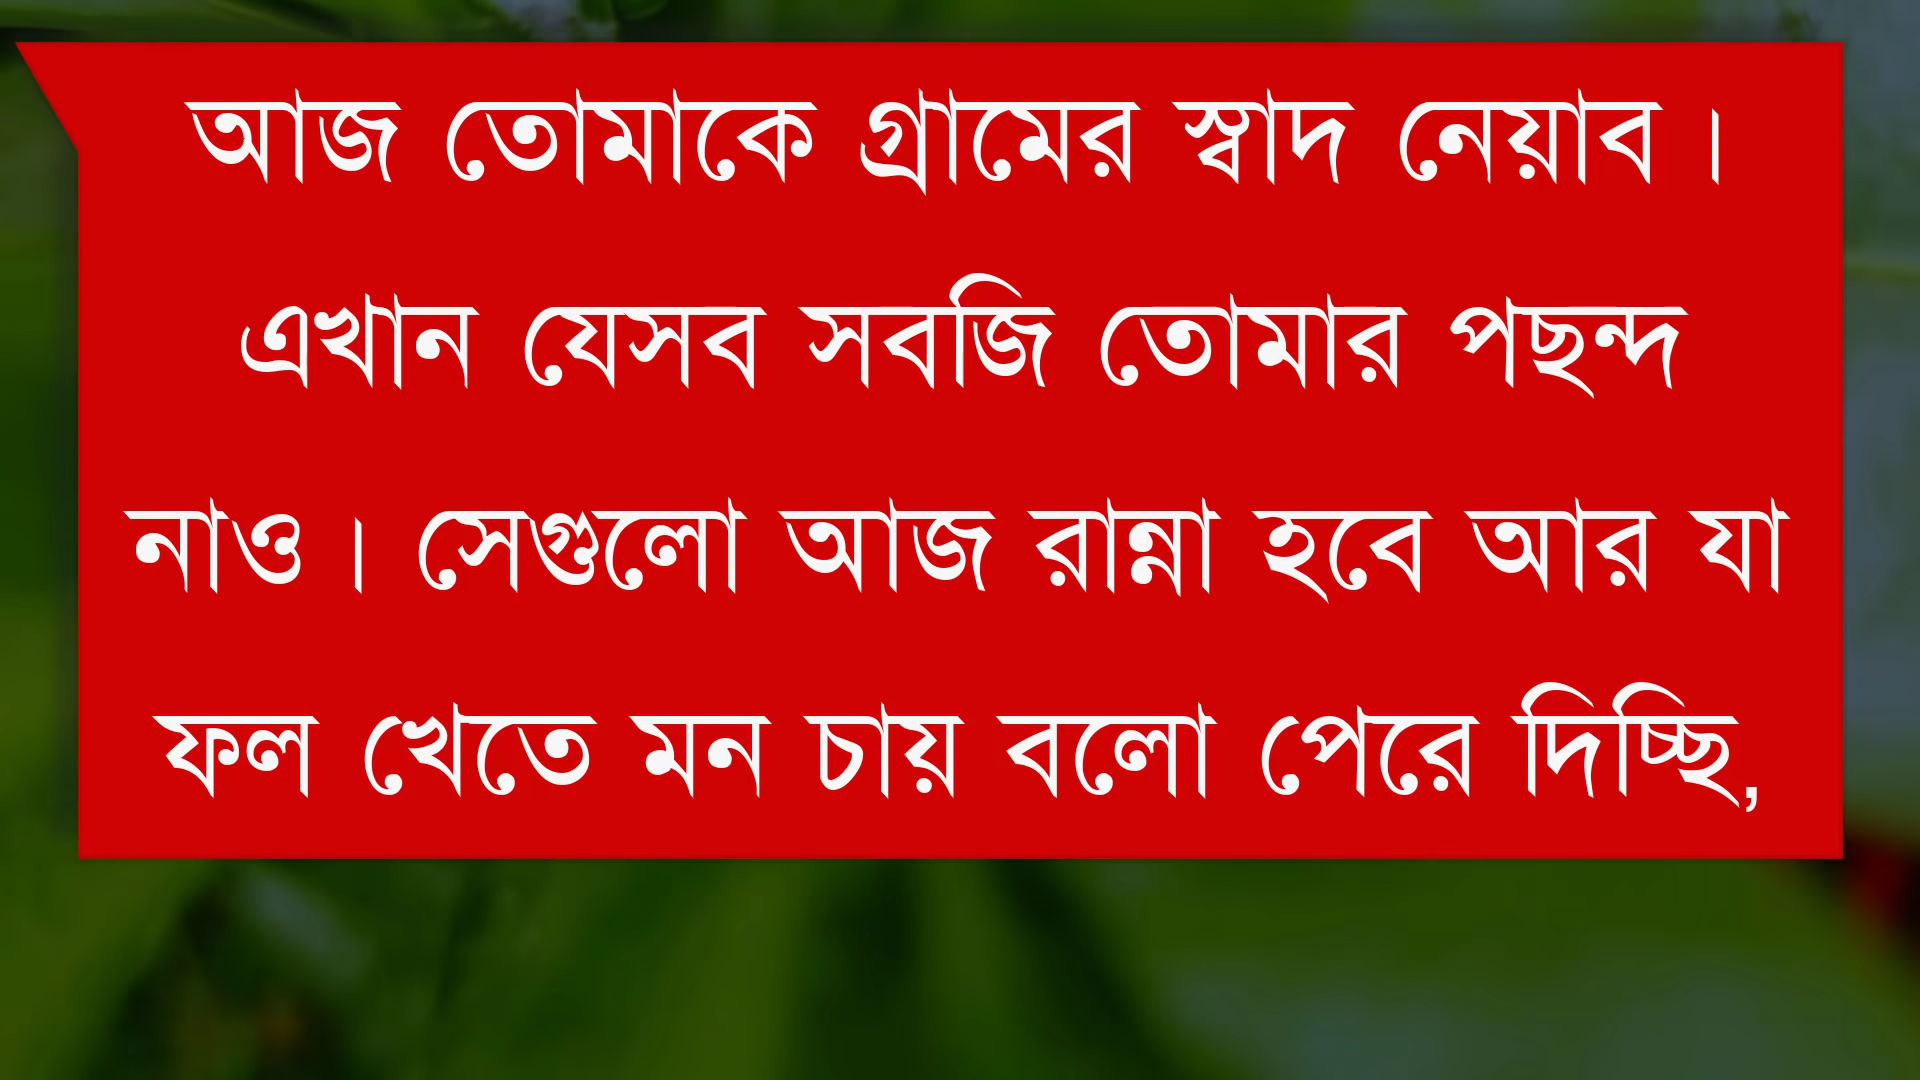 আজ তোমাকে গ্রামের স্বাদ নেয়াব ।
এখান যেসব সবজি তোমার পছন্দ
নাও । সেগুলো আজ রান্না হবে আর যা
ফল খেতে মন চায় বলো পেরে দিচ্ছি,